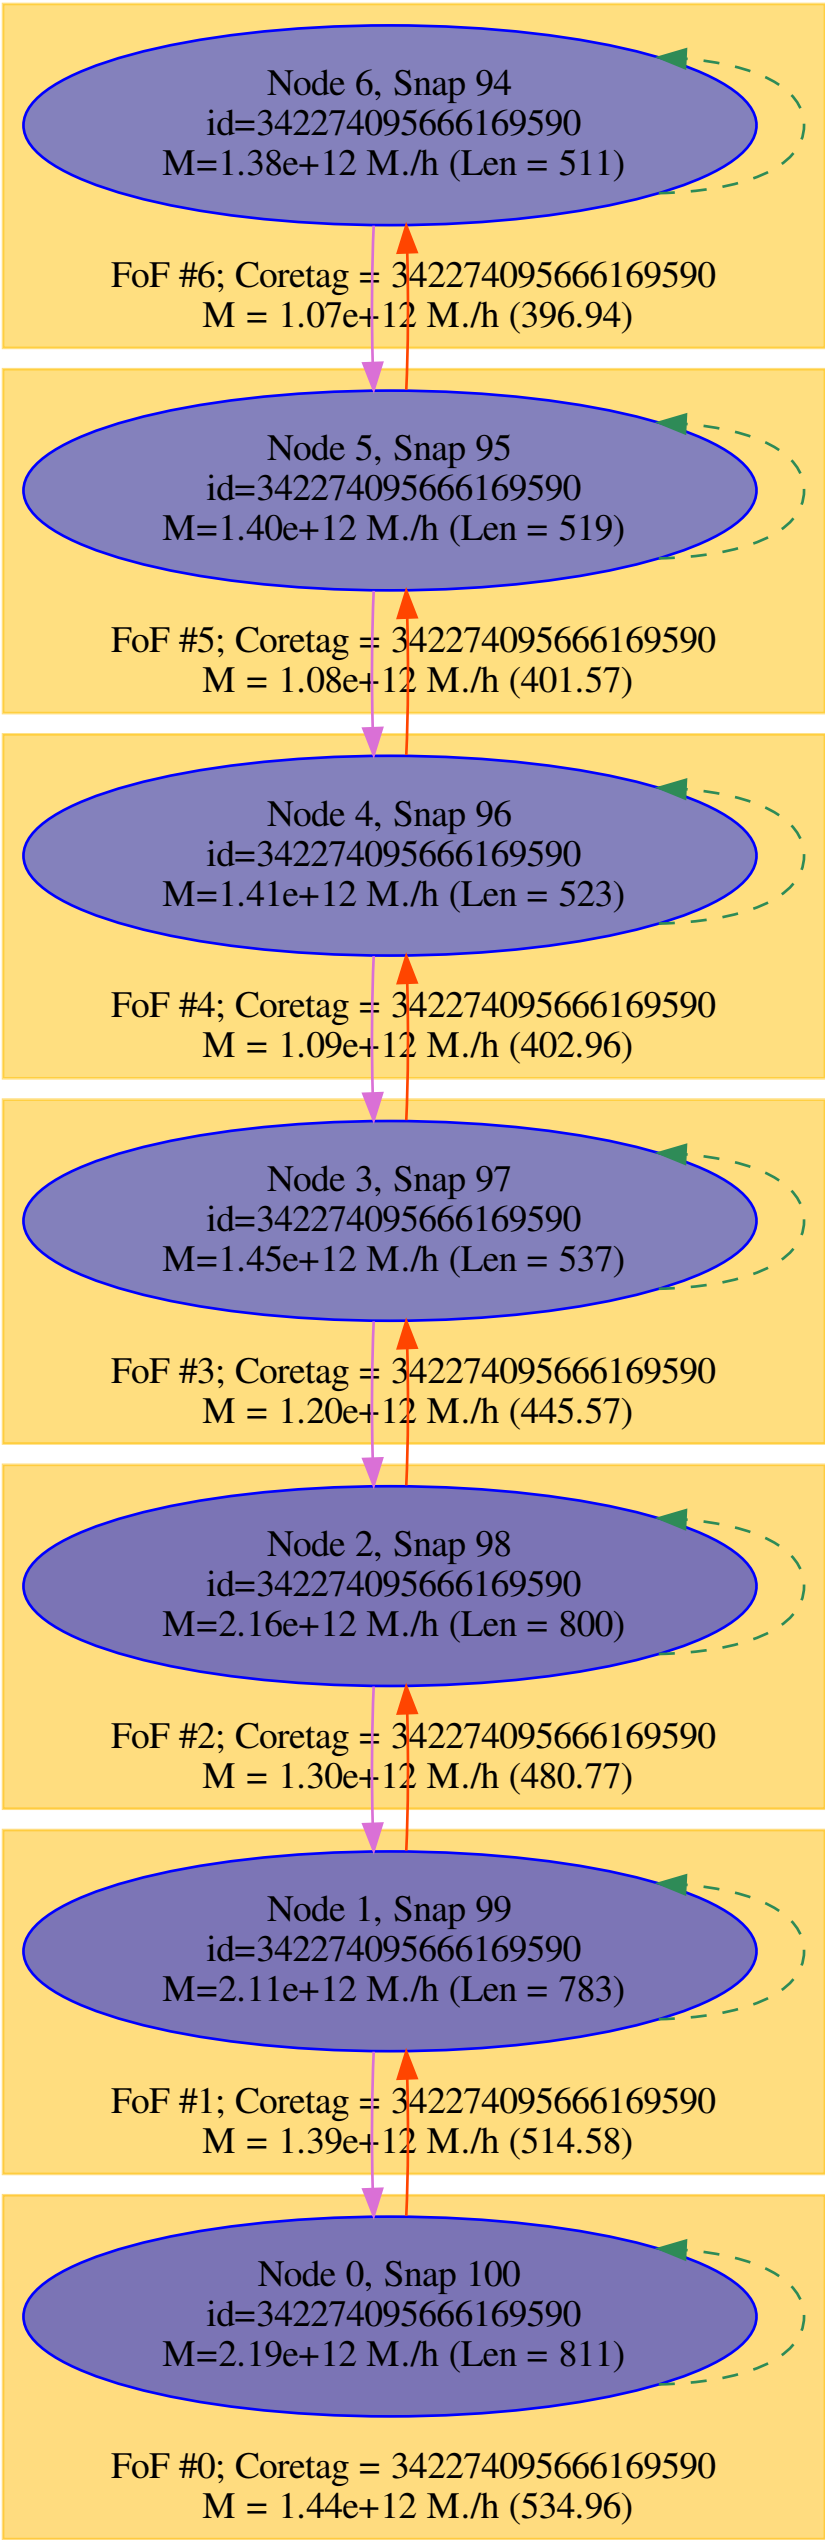 Node 6, Snap 94
id=342274095666169590
M=1.38e+12 M./h (Len = 511)
FoF #6; Coretag = 342274095666169590
M = 1.07e+12 M./h (396.94)
Node 5, Snap 95
id=342274095666169590
M=1.40e+12 M./h (Len = 519)
FoF #5; Coretag = 342274095666169590
M = 1.08e+12 M./h (401.57)
Node 4, Snap 96
id=342274095666169590
M=1.41e+12 M./h (Len = 523)
FoF #4; Coretag = 342274095666169590
M = 1.09e+12 M./h (402.96)
Node 3, Snap 97
id=342274095666169590
M=1.45e+12 M./h (Len = 537)
FoF #3; Coretag = 342274095666169590
M = 1.20e+12 M./h (445.57)
Node 2, Snap 98
id=342274095666169590
M=2.16e+12 M./h (Len = 800)
FoF #2; Coretag = 342274095666169590
M = 1.30e+12 M./h (480.77)
Node 1, Snap 99
id=342274095666169590
M=2.11e+12 M./h (Len = 783)
FoF #1; Coretag = 342274095666169590
M = 1.39e+12 M./h (514.58)
Node 0, Snap 100
id=342274095666169590
M=2.19e+12 M./h (Len = 811)
FoF #0; Coretag = 342274095666169590
M = 1.44e+12 M./h (534.96)